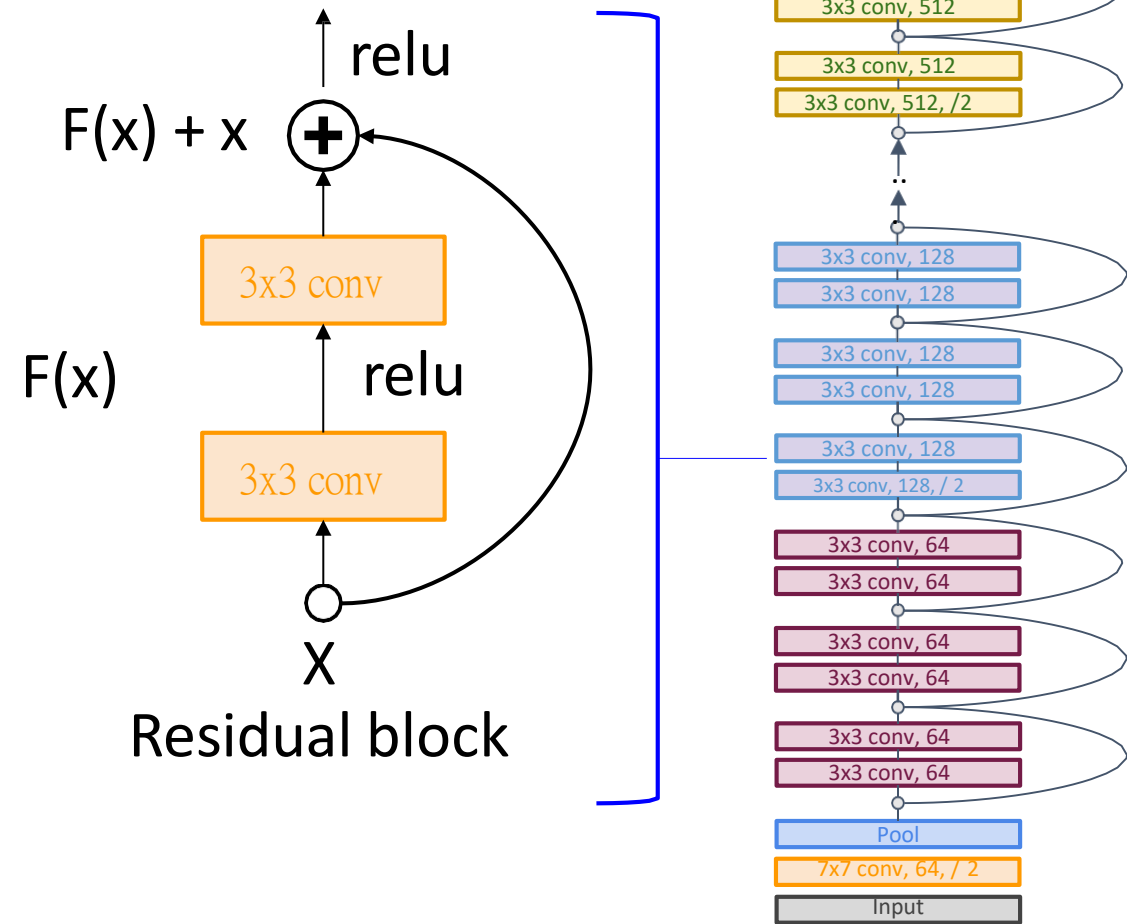 relu
F(x) + x
+
3x3 conv
F(x)
relu
3x3 conv
X
Residual block
3x3 conv, 512
3x3 conv, 512
3x3 conv, 512, /2
..
.
3x3 conv, 128
3x3 conv, 128
3x3 conv, 128
3x3 conv, 128
3x3 conv, 128
3x3 conv, 128, / 2
3x3 conv, 64
3x3 conv, 64
3x3 conv, 64
3x3 conv, 64
3x3 conv, 64
3x3 conv, 64
Pool
7x7 conv, 64, / 2
Input